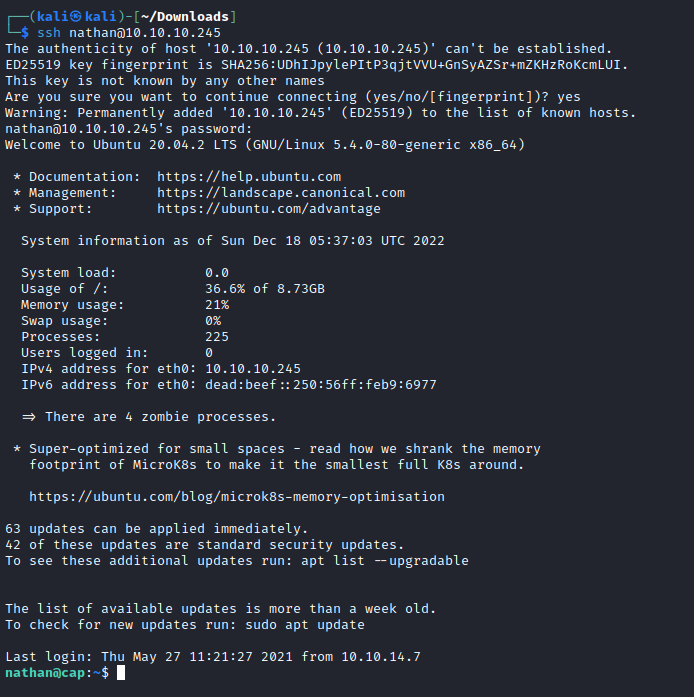 ┌──(kali㉿kali)-[~/Downloads]
└─$ ssh nathan@10.10.10.245
The authenticity of host '10.10.10.245 (10.10.10.245)' can't be established.
ED25519 key fingerprint is SHA256:UDhIJpylePItP3qjtVVU+GnSyAZSr+mZKHzRoKcmLUI.
This key is not known by any other names
Are you sure you want to continue connecting (yes/no/[fingerprint])? yes
Warning: Permanently added '10.10.10.245' (ED25519) to the list of known hosts.
nathan@10.10.10.245's password:
Welcome to Ubuntu 20.04.2 LTS (GNU/Linux 5.4.0-80-generic x86_64)

 * Documentation:  https://help.ubuntu.com
 * Management:     https://landscape.canonical.com
 * Support:        https://ubuntu.com/advantage

  System information as of Sun Dec 18 05:37:03 UTC 2022

  System load:           0.0
  Usage of /:            36.6% of 8.73GB
  Memory usage:          21%
  Swap usage:            0%
  Processes:             225
  Users logged in:       0
  IPv4 address for eth0: 10.10.10.245
  IPv6 address for eth0: dead:beef::250:56ff:feb9:6977

  => There are 4 zombie processes.

 * Super-optimized for small spaces - read how we shrank the memory
   footprint of MicroK8s to make it the smallest full K8s around.

   https://ubuntu.com/blog/microk8s-memory-optimisation

63 updates can be applied immediately.
42 of these updates are standard security updates.
To see these additional updates run: apt list --upgradable


The list of available updates is more than a week old.
To check for new updates run: sudo apt update

Last login: Thu May 27 11:21:27 2021 from 10.10.14.7
nathan@cap:~$